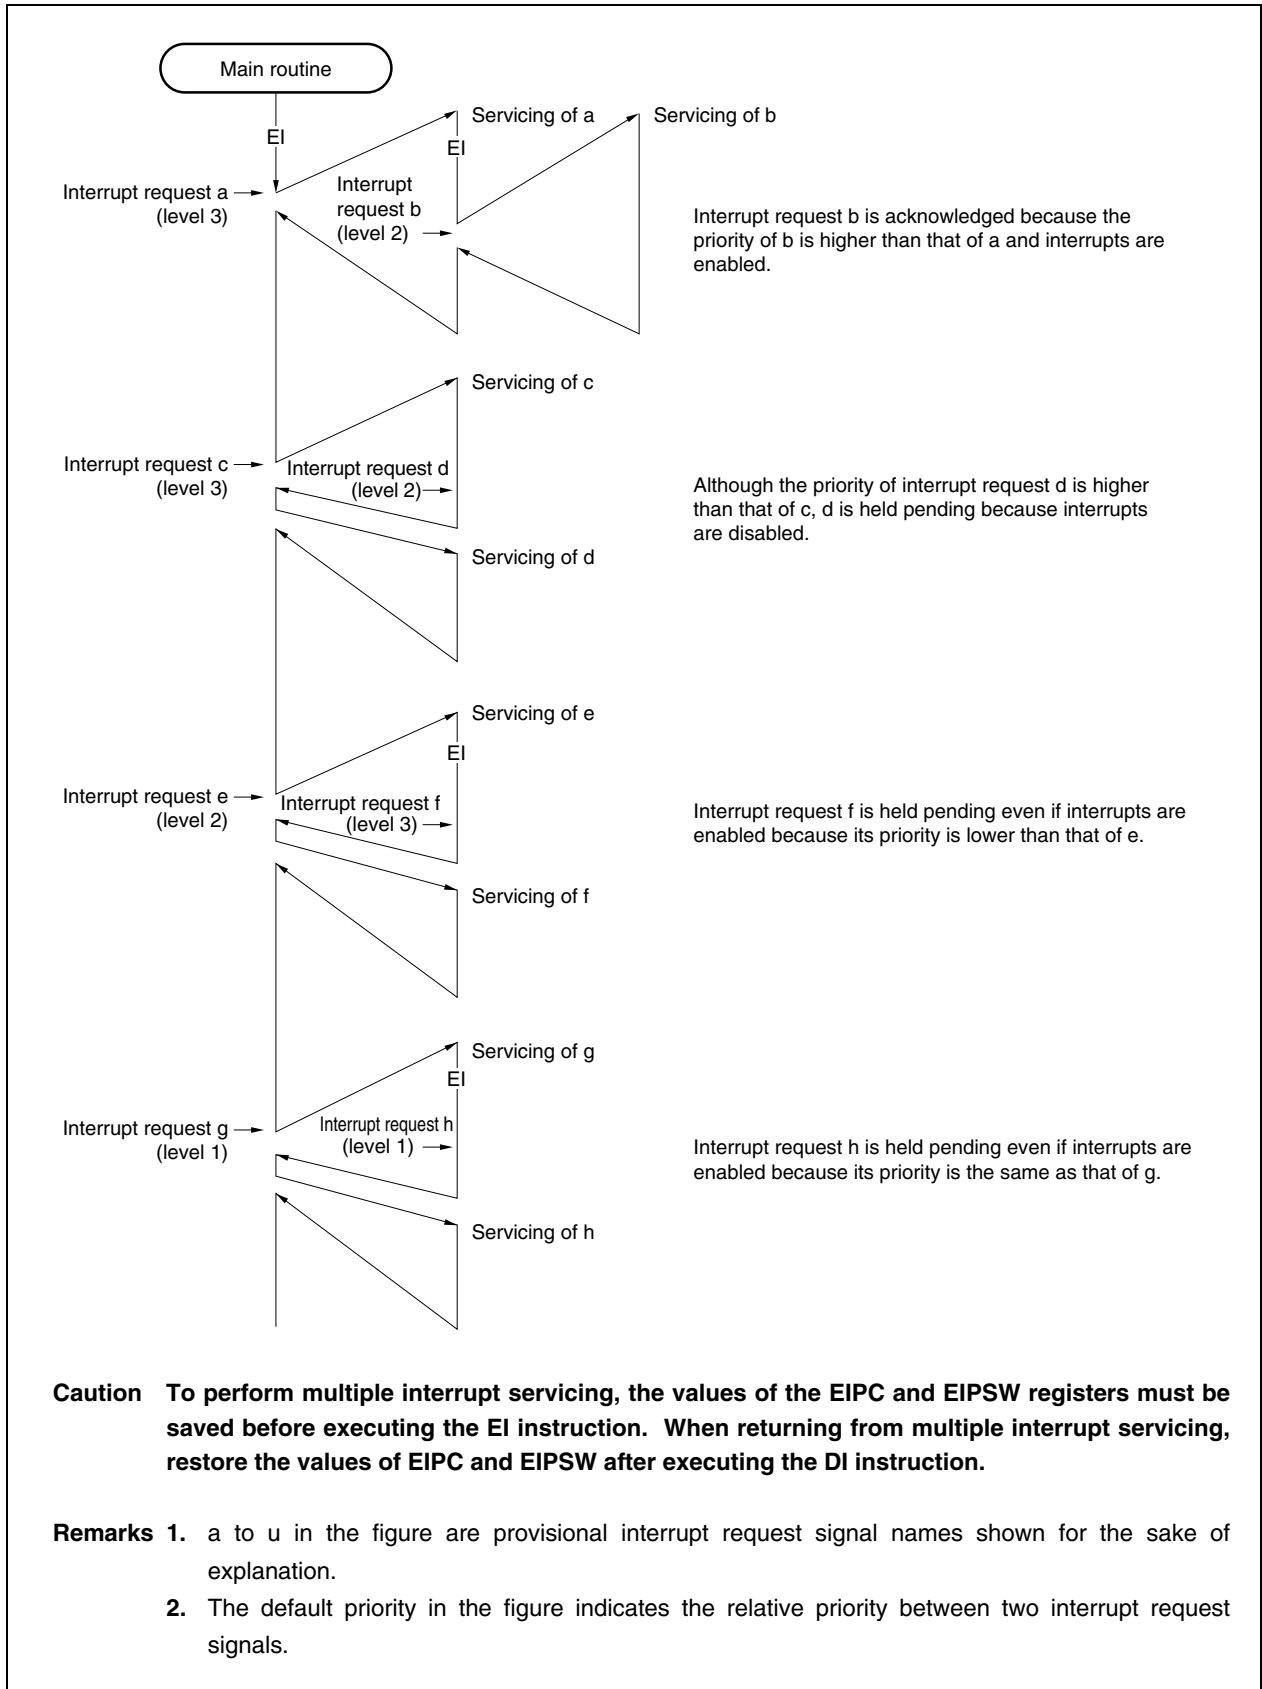 Main routine
EI
Servicing of a
Servicing of b
EI
Interrupt request a
(level 3)
Interrupt
request b
(level 2)
Interrupt request b is acknowledged because the
priority of b is higher than that of a and interrupts are
enabled.
Servicing of c
Interrupt request c
(level 3)
Interrupt request d
(level 2)
Although the priority of interrupt request d is higher
than that of c, d is held pending because interrupts
are disabled.
Servicing of d
Servicing of e
EI
Interrupt request e
(level 2)
Interrupt request f
(level 3)
Interrupt request f is held pending even if interrupts are
enabled because its priority is lower than that of e.
Servicing of f
Servicing of g
EI
Interrupt request g
(level 1)
Interrupt request h
(level 1)
Interrupt request h is held pending even if interrupts are
enabled because its priority is the same as that of g.
Servicing of h
Caution To perform multiple interrupt servicing, the values of the EIPC and EIPSW registers must be
saved before executing the EI instruction. When returning from multiple interrupt servicing,
restore the values of EIPC and EIPSW after executing the DI instruction.
Remarks 1. a to u in the figure are provisional interrupt request signal names shown for the sake of
explanation.
2. The default priority in the figure indicates the relative priority between two interrupt request
signals.